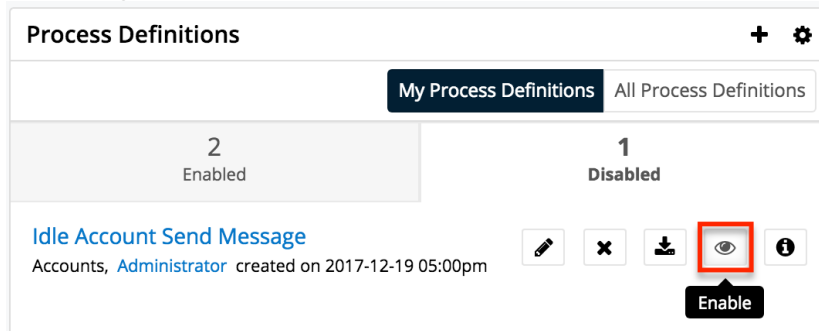 Process Definitions
My Process Definitions All Process Definitions
2
Enabled
1
Disabled
Idle Account Send Message
Accounts, Administrator created on 2017-12-19 05:00pm
Enable